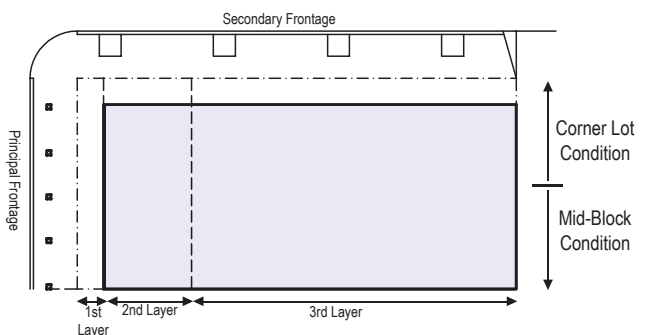 Secondary Frontage
Principal Frontage
Corner Lot
Condition
Mid-Block
Condition
1st
Layer
2nd Layer
3rd Layer